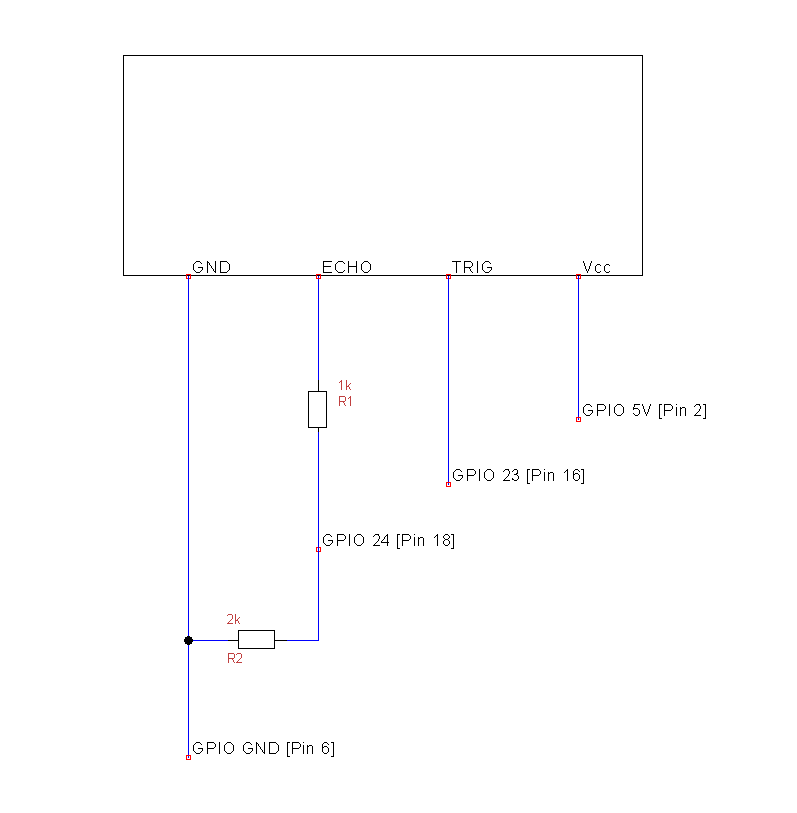 GND
ECHO
TRIG
Vcc
1k
R1
GPIO 5V [Pin 2]
GPIO 23 [Pin 16]
GPIO 24 [Pin 18]
2k
R2
GPIO GND [Pin 6]